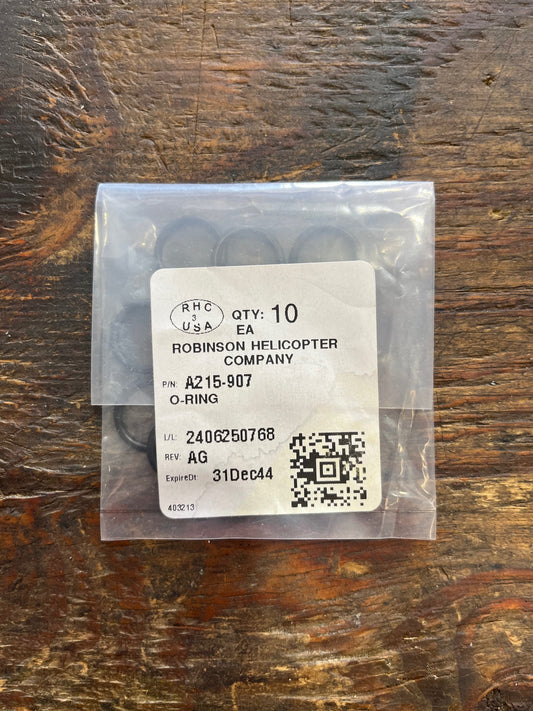 RHC
3
USA
QTY: 10
EA
ROBINSON HELICOPTER
COMPANY
P/N: A215-907
O-RING
L/L: 2406250768
REV: AG
ExpireDt: 31Dec44
403213